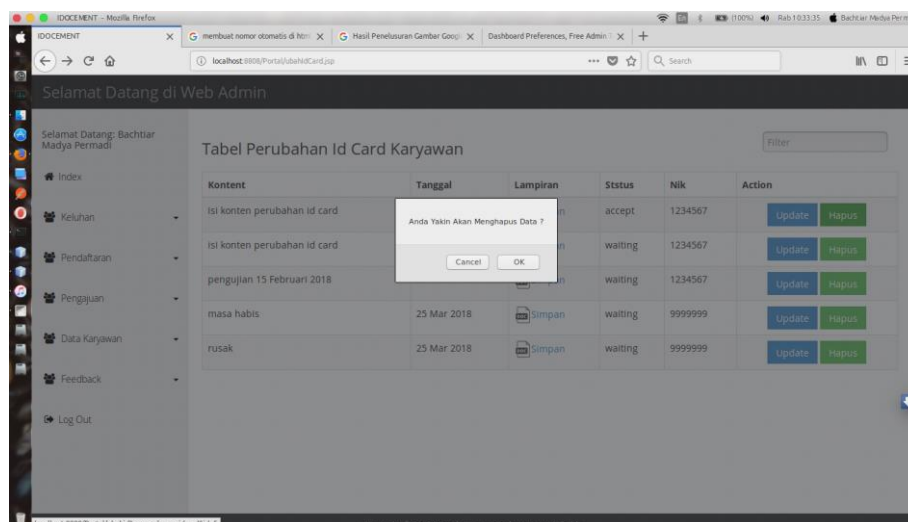 IDOCEMENT - Mozilla Firefox
En (100%) Rab 10:33:35 Bachtiar Madya Perm
IDOCEMENT
membuat nomor otomatis di html
Hasil Penelusuran Gambar Goog
Dashboard Preferences, Free Admin
localhost:8808/Portal/ubahIdCard.jsp
Search
Selamat Datang di Web Admin
Selamat Datang: Bachtiar
Madya Permadi
Index
Keluhan
Pendaftaran
Pengajuan
Data Karyawan
Feedback
Log Out
Tabel Perubahan Id Card Karyawan
Filter
Kontent Tanggal Lampiran Ststus Nik Action
isi konten perubahan id card accept 1234567 Update Hapus
isi konten perubahan id card waiting 1234567 Update Hapus
pengujian 15 Februari 2018 waiting 1234567 Update Hapus
masa habis 25 Mar 2018 Simpan waiting 9999999 Update Hapus
rusak 25 Mar 2018 Simpan waiting 9999999 Update Hapus
Anda Yakin Akan Menghapus Data ?
Cancel OK